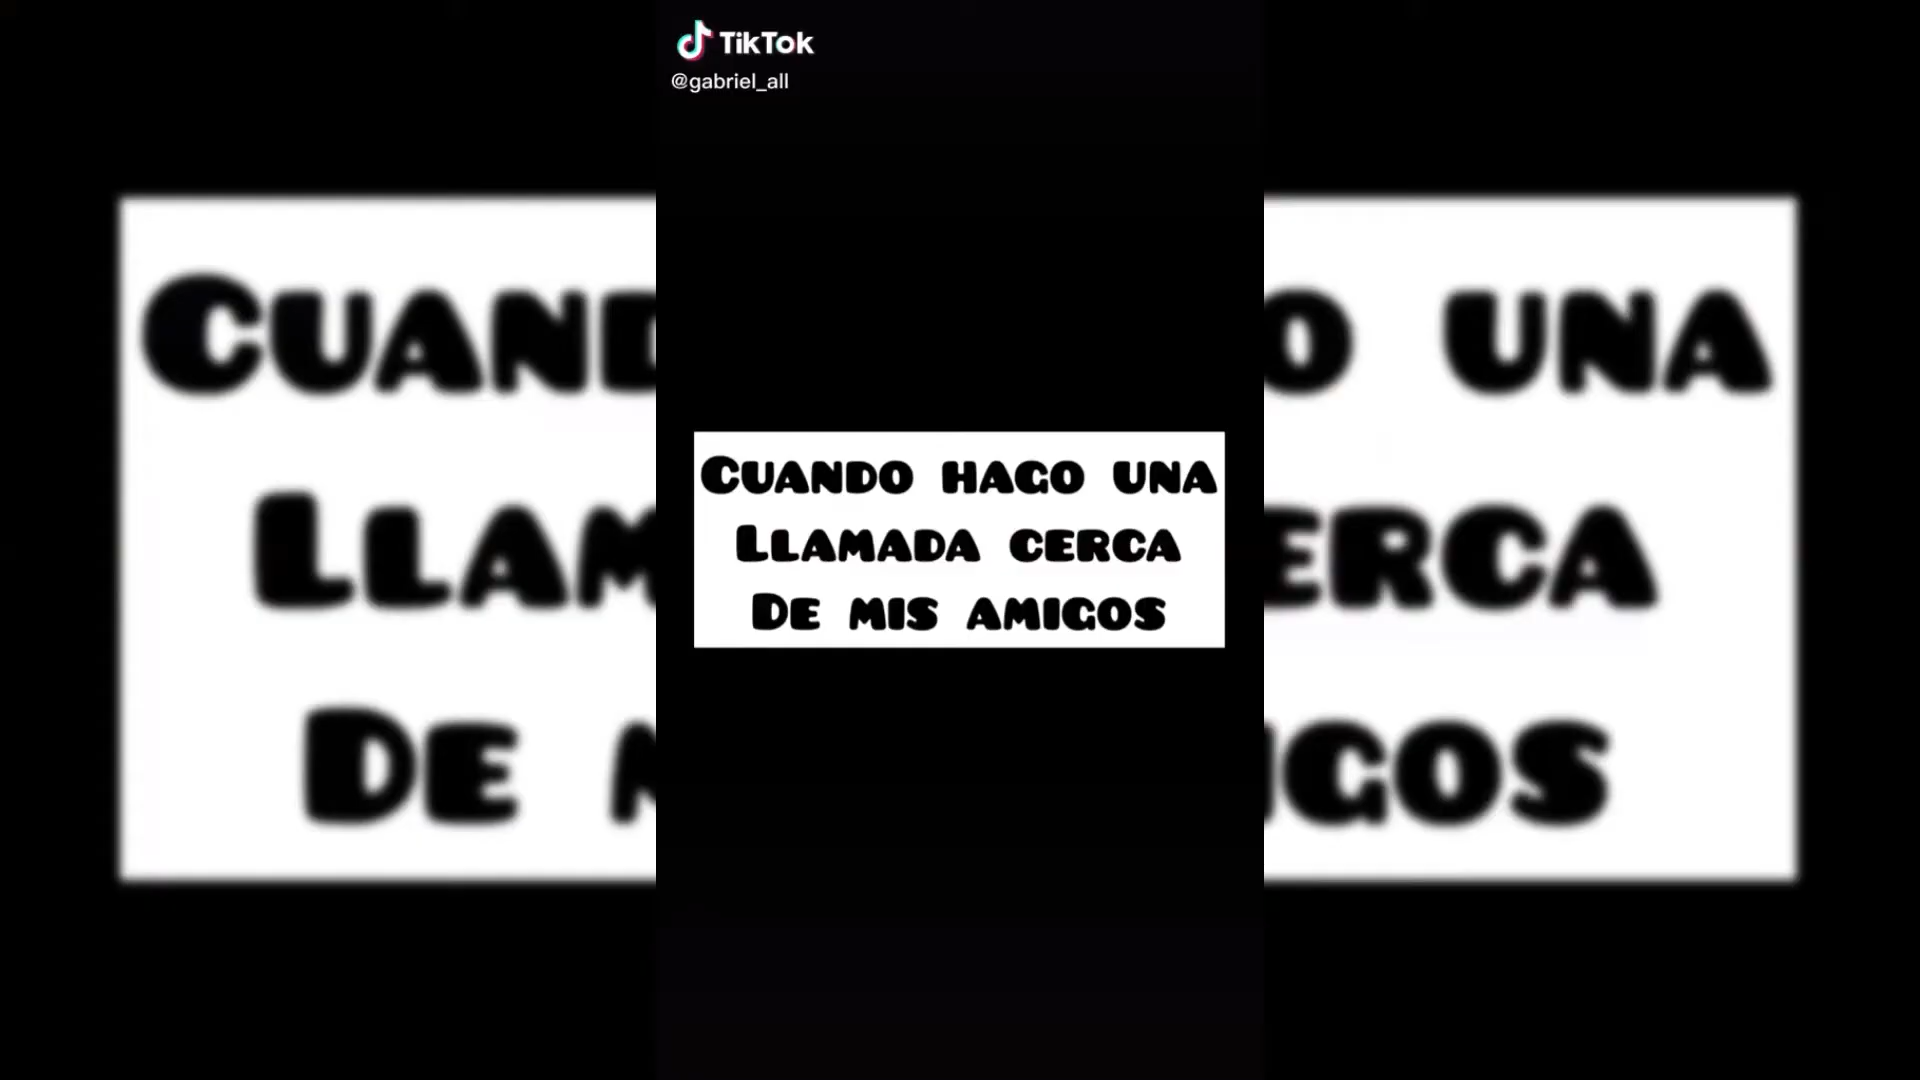 TikTok
@gabriel_all
CUANDO HAGO UNA
LLAMADA CERCA
DE MIS AMIGOS